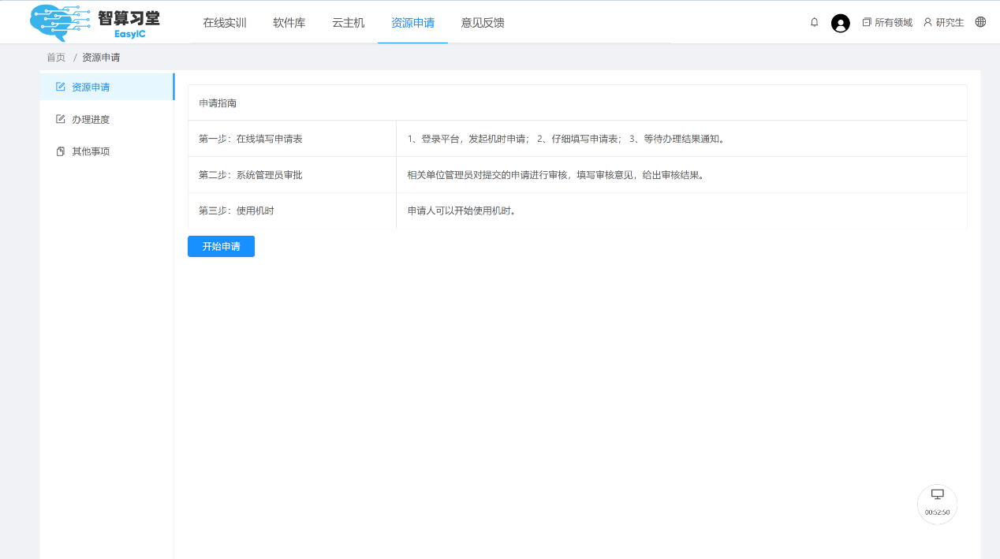 智算习堂
EasyIC
在线实训 软件库 云主机 资源申请 意见反馈 所有领域 研究生
首页 / 资源申请
资源申请
办理进度
其他事项
申请指南
第一步：在线填写申请表 1、登录平台，发起机时申请； 2、仔细填写申请表； 3、等待办理结果通知。
第二步：系统管理员审批 相关单位管理员对提交的申请进行审核，填写审核意见，给出审核结果。
第三步：使用机时 申请人可以开始使用机时。
开始申请
00:52:50